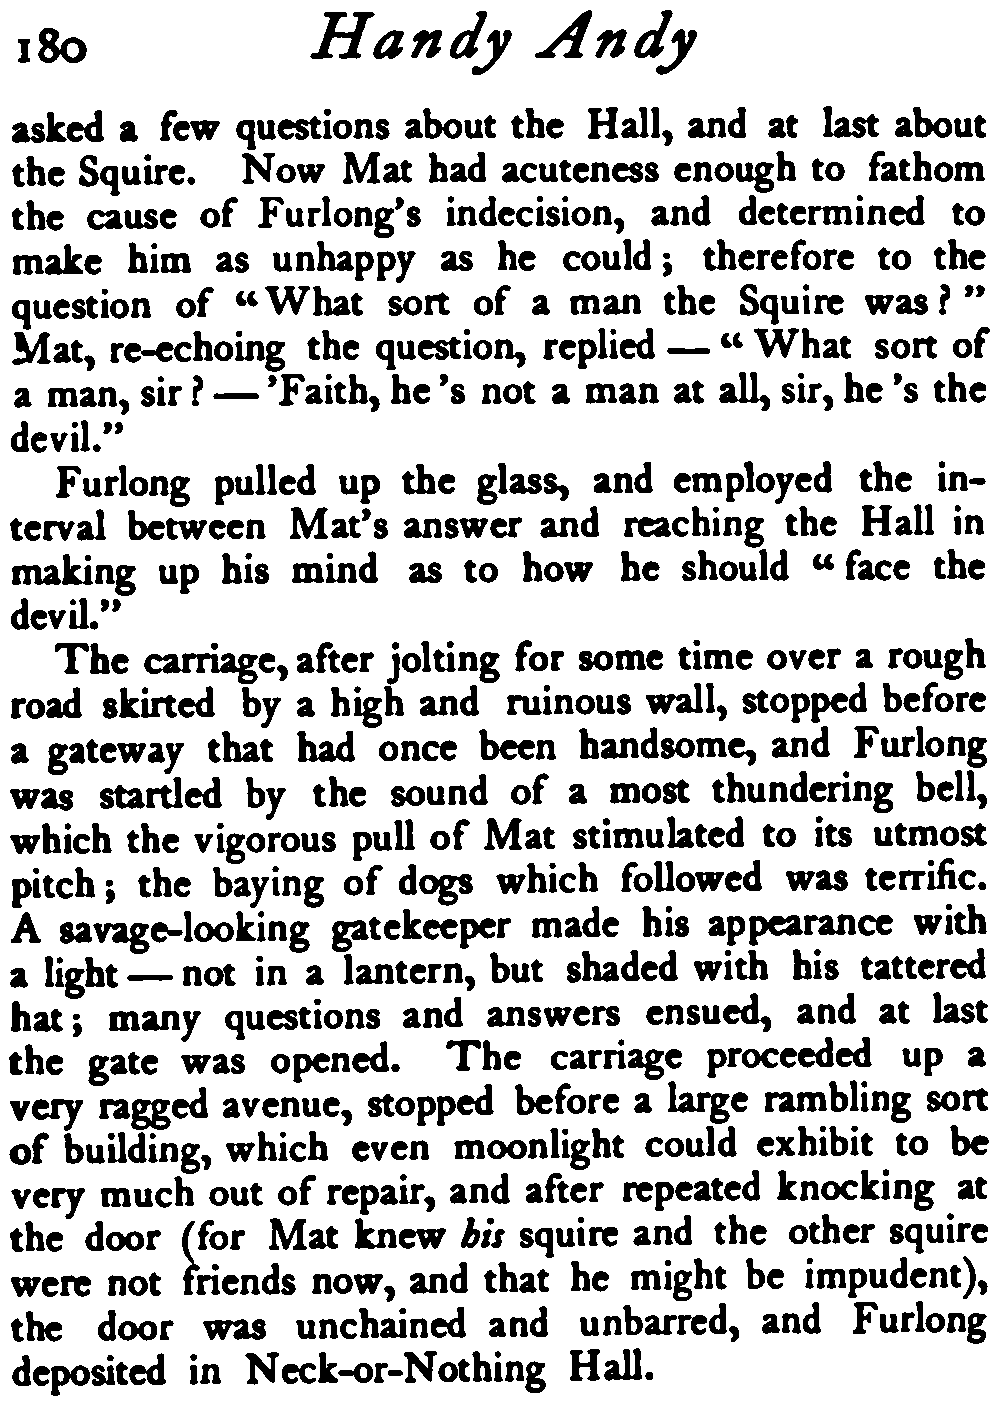 180 Handy Andy
asked a few questions about the Hall, and at last about
the Squire. Now Mat had acuteness enough to fathom
the cause of Furlong's indecision, and determined to
make him as unhappy as he could; therefore to the
question of "What sort of a man the Squire was?"
Mat, re-echoing the question, replied — "What sort of
a man, sir? — 'Faith, he 's not a man at all, sir, he 's the
devil."
Furlong pulled up the glass, and employed the in-
terval between Mat's answer and reaching the Hall in
making up his mind as to how he should "face the
devil."
The carriage, after jolting for some time over a rough
road skirted by a high and ruinous wall, stopped before
a gateway that had once been handsome, and Furlong
was startled by the sound of a most thundering bell,
which the vigorous pull of Mat stimulated to its utmost
pitch; the baying of dogs which followed was terrific.
A savage-looking gatekeeper made his appearance with
a light — not in a lantern, but shaded with his tattered
hat; many questions and answers ensued, and at last
the gate was opened. The carriage proceeded up a
very ragged avenue, stopped before a large rambling sort
of building, which even moonlight could exhibit to be
very much out of repair, and after repeated knocking at
the door (for Mat knew his squire and the other squire
were not friends now, and that he might be impudent),
the door was unchained and unbarred, and Furlong
deposited in Neck-or-Nothing Hall.